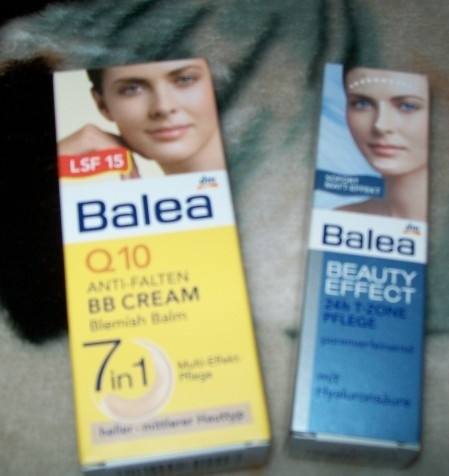 LSF 15
dm
Balea
Q10
ANTI-FALTEN
BB CREAM
Blemish Balm
7in1
Multi-Effekt-
Pflege
heller - mittlerer Hauttyp
dm
SOFORT
MATT-EFFEKT
Balea
BEAUTY
EFFECT
24h T-ZONE
PFLEGE
porenverfeinernd
mit
Hyaluronsäure